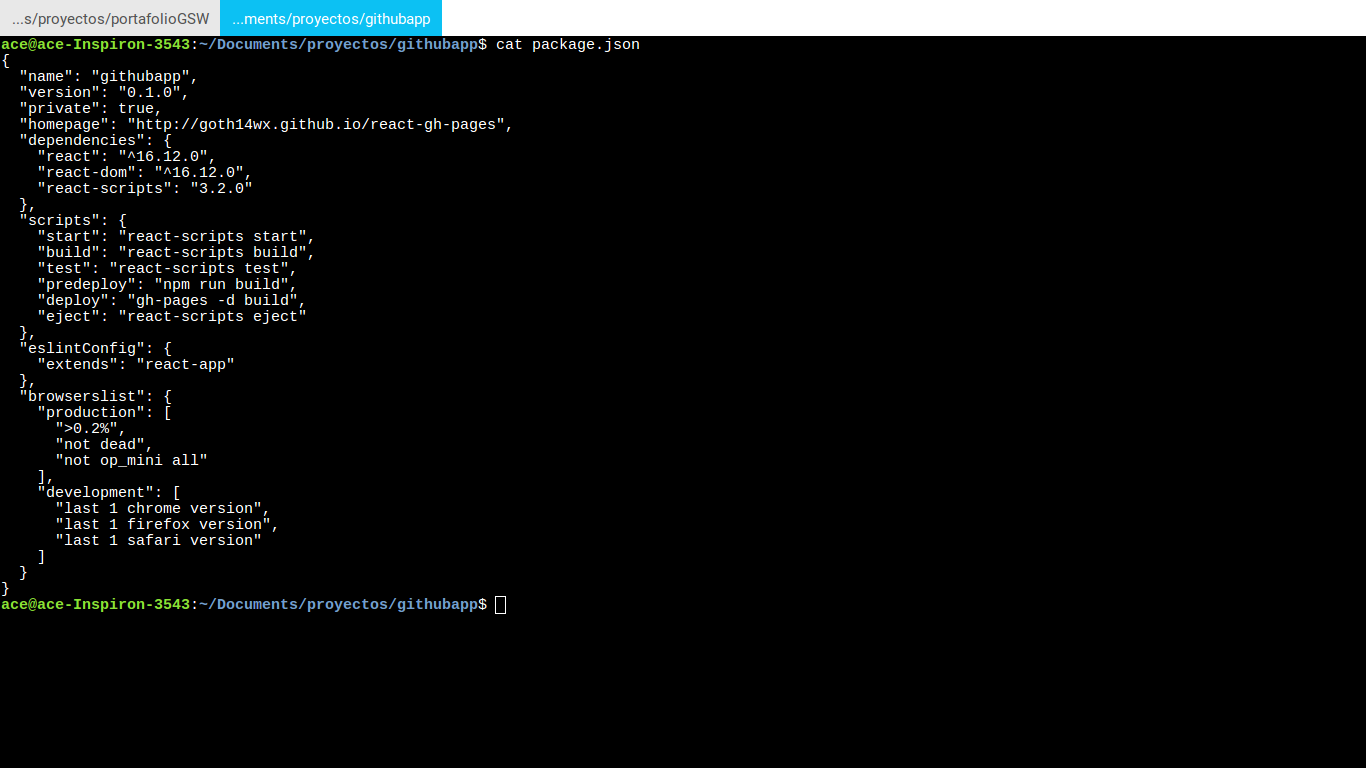 ...s/proyectos/portafolioGSW ...ments/proyectos/githubapp
ace@ace-Inspiron-3543:~/Documents/proyectos/githubapp$ cat package.json
{
  "name": "githubapp",
  "version": "0.1.0",
  "private": true,
  "homepage": "http://goth14wx.github.io/react-gh-pages",
  "dependencies": {
    "react": "^16.12.0",
    "react-dom": "^16.12.0",
    "react-scripts": "3.2.0"
  },
  "scripts": {
    "start": "react-scripts start",
    "build": "react-scripts build",
    "test": "react-scripts test",
    "predeploy": "npm run build",
    "deploy": "gh-pages -d build",
    "eject": "react-scripts eject"
  },
  "eslintConfig": {
    "extends": "react-app"
  },
  "browserslist": {
    "production": [
      ">0.2%",
      "not dead",
      "not op_mini all"
    ],
    "development": [
      "last 1 chrome version",
      "last 1 firefox version",
      "last 1 safari version"
    ]
  }
}
ace@ace-Inspiron-3543:~/Documents/proyectos/githubapp$